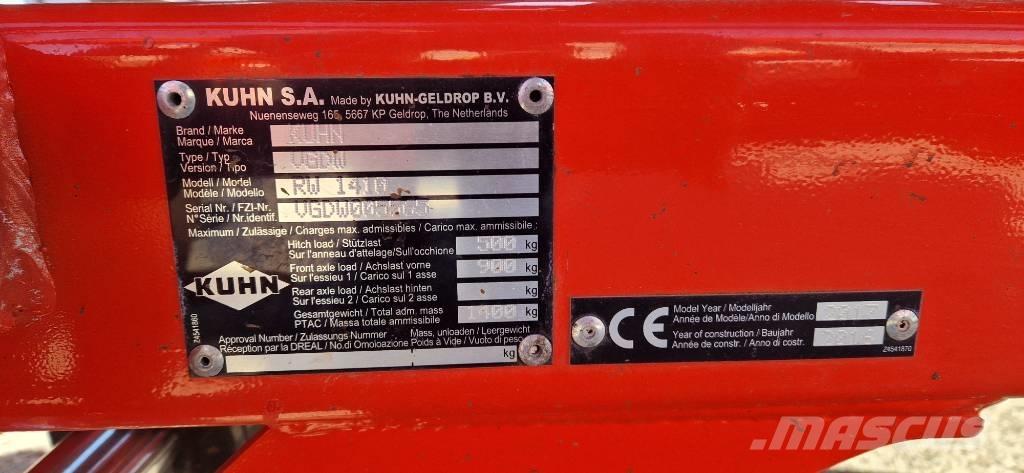 KUHN S.A. Made by KUHN-GELDROP B.V.
Nuenenseweg 165, 5667 KP Geldrop, The Netherlands
Brand / Marke
Marque / Marca
KUHN
Type / Typ
Version / Tipo
VGDW
Modell / Model
Modèle / Modello
RW 1410
Serial Nr. / FZI-Nr.
N° Série / Nr.identif.
Maximum / Zulässige / Charges max. admissibles / Carico max. ammissibile :
Hitch load / Stützlast
Sur l'anneau d'attelage/Sull'occhione
500 kg
Front axle load / Achslast vorne
Sur l'essieu 1 / Carico sul 1 asse
900 kg
Rear axle load / Achslast hinten
Sur l'essieu 2 / Carico sul 2 asse
kg
Gesamtgewicht / Total adm. mass
PTAC / Massa totale ammissibile
1400 kg
KUHN
Approval Number / Zulassungs Nummer
Mass, unloaden / Leergewicht
Réception par la DREAL / No.di Omoiogazione
Poids à Vide / Vuoto di peso
kg
Z4541860
CE
Model Year / Modelljahr
Année de Modèle/Anno di Modello
Year of construction / Baujahr
Année de constr. / Anno di costr.
Z4541870
MASCUS